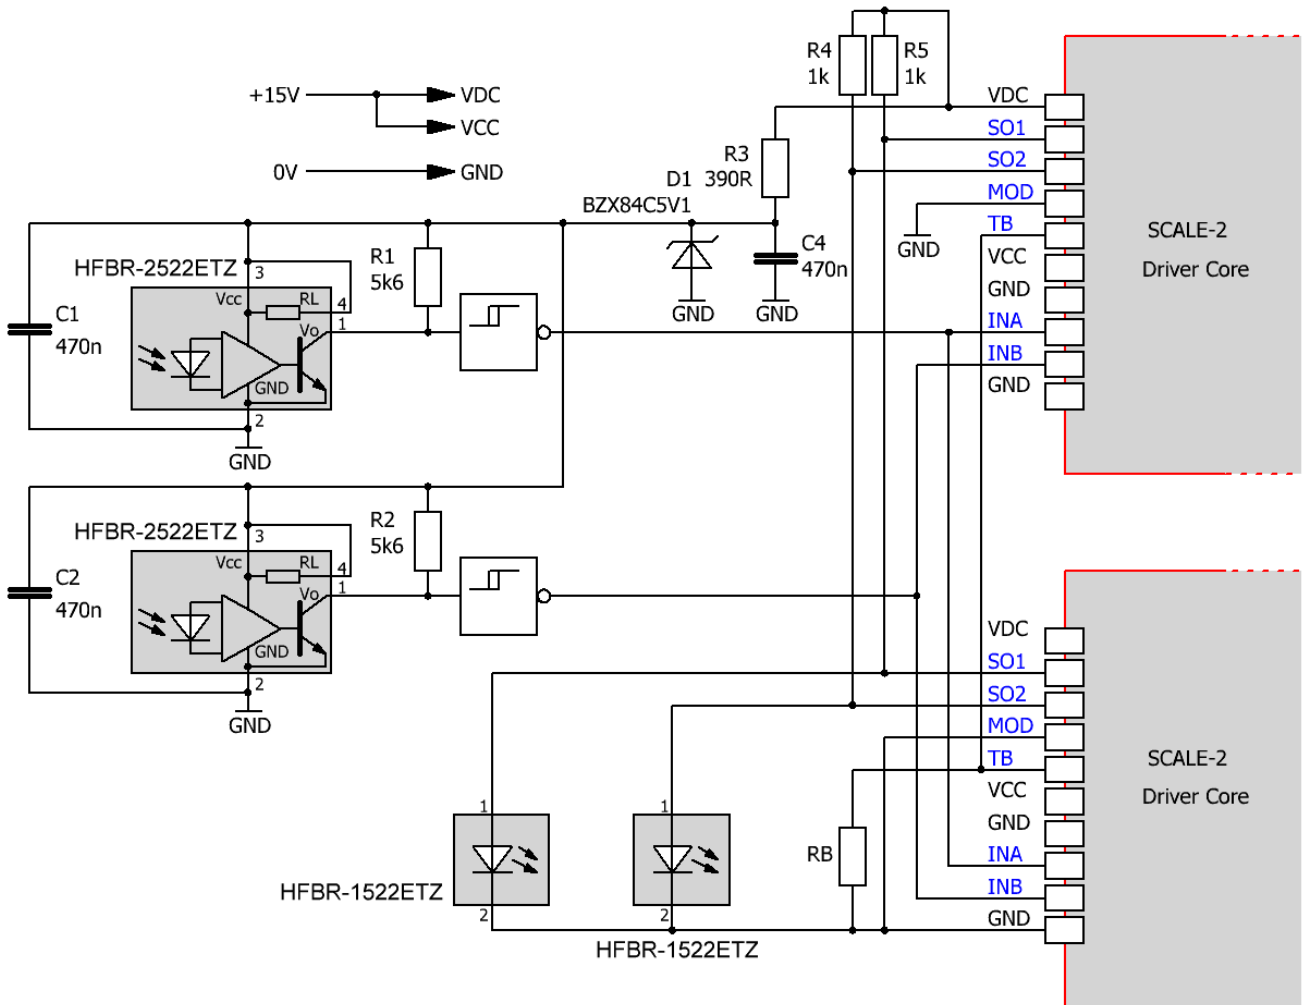 R4
1k
R5
1k
+15V
VDC
VCC
0V
GND
R3
390R
D1
BZX84C5V1
C4
470n
GND
GND
GND
VDC
SO1
SO2
MOD
TB
VCC
GND
INA
INB
GND
SCALE-2
Driver Core
HFBR-2522ETZ
3
Vcc
RL
4
Vo
1
GND
2
GND
C1
470n
R1
5k6
HFBR-2522ETZ
3
Vcc
RL
4
Vo
1
GND
2
GND
C2
470n
R2
5k6
VDC
SO1
SO2
MOD
TB
VCC
GND
INA
INB
GND
SCALE-2
Driver Core
1
2
HFBR-1522ETZ
1
2
HFBR-1522ETZ
RB